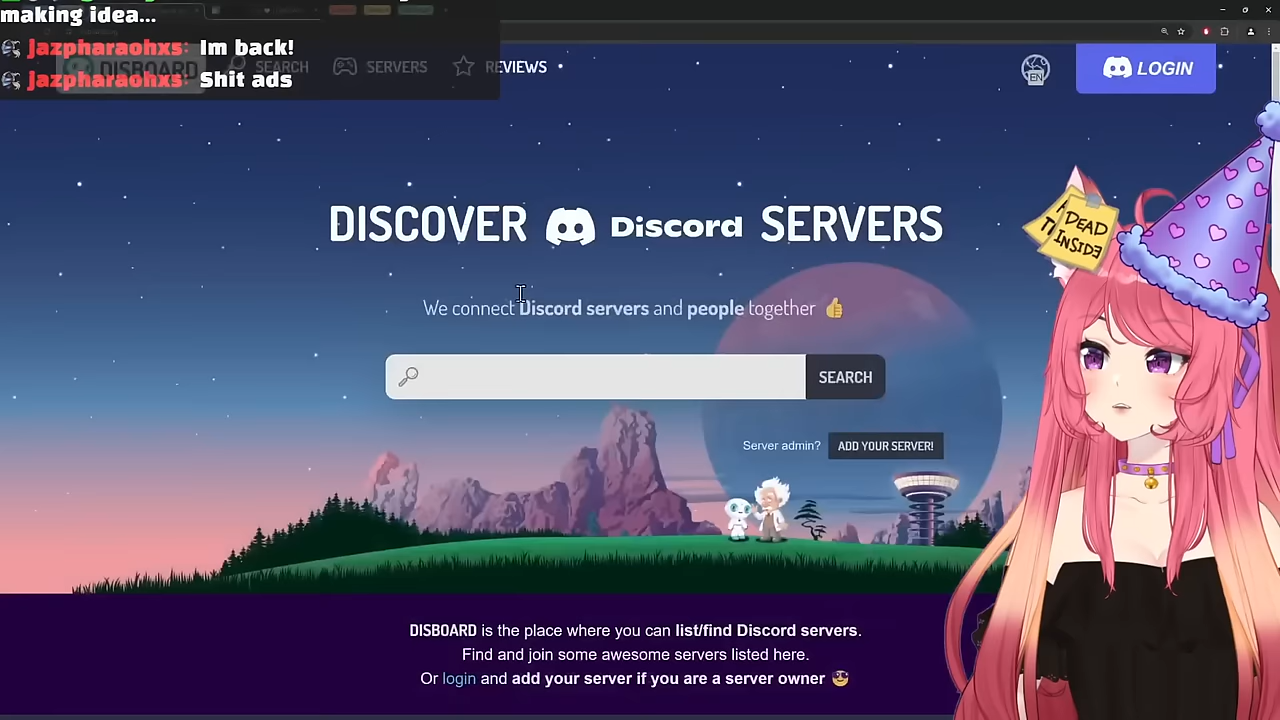 making idea...
Jazpharaohxs: Im back!
Jazpharaohxs: Shit ads
DISBOARD SEARCH SERVERS REVIEWS
EN
LOGIN
DISCOVER Discord SERVERS
We connect Discord servers and people together 👍
SEARCH
Server admin? ADD YOUR SERVER!
DEAD
INSIDE
DISBOARD is the place where you can list/find Discord servers.
Find and join some awesome servers listed here.
Or login and add your server if you are a server owner 😎